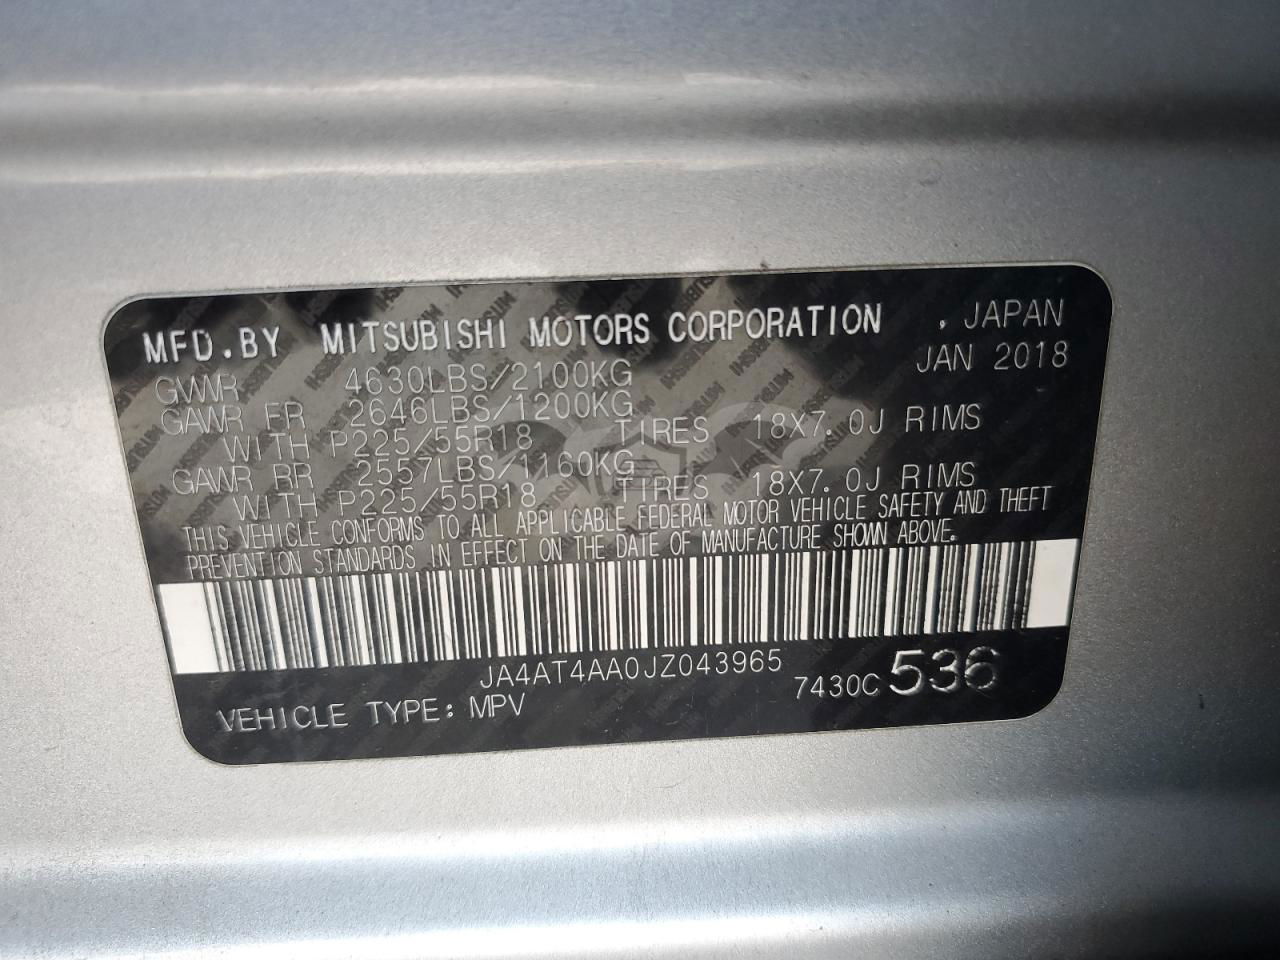 MFD.BY MITSUBISHI MOTORS CORPORATION , JAPAN
JAN 2018
GVWR 4630LBS/2100KG
GAWR FR 2646LBS/1200KG
WITH P225/55R18 TIRES 18X7.0J RIMS
GAWR RR 2557LBS/1160KG
WITH P225/55R18 TIRES 18X7.0J RIMS
THIS VEHICLE CONFORMS TO ALL APPLICABLE FEDERAL MOTOR VEHICLE SAFETY AND THEFT
PREVENTION STANDARDS IN EFFECT ON THE DATE OF MANUFACTURE SHOWN ABOVE.
JA4AT4AA0JZ043965
7430C 536
VEHICLE TYPE: MPV